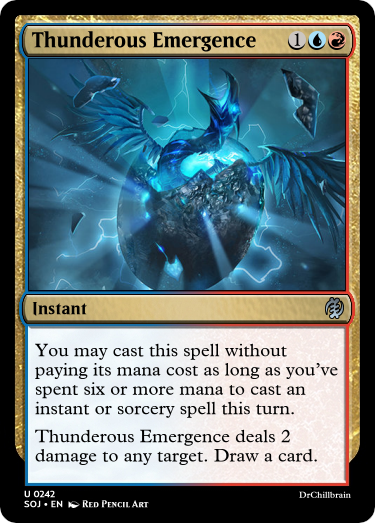 Thunderous Emergence 1
Instant
You may cast this spell without
paying its mana cost as long as you've
spent six or more mana to cast an
instant or sorcery spell this turn.
Thunderous Emergence deals 2
damage to any target. Draw a card.
U 0242
SOJ • EN Red Pencil Art
DrChillbrain